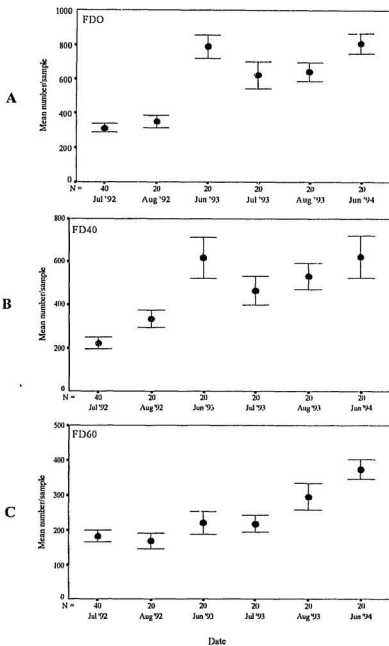 FDO
A
Mean number/sample
1000
800
600
400
200
0
N = 40 20 20 20 20 20
Jul '92 Aug '92 Jun '93 Jul '93 Aug '93 Jun '94
FD40
B
Mean number/sample
800
600
400
200
0
N = 40 20 20 20 20 20
Jul '92 Aug '92 Jun '93 Jul '93 Aug '93 Jun '94
FD60
C
Mean number/sample
500
400
300
200
100
0
N = 40 20 20 20 20 20
Jul '92 Aug '92 Jun '93 Jul '93 Aug '93 Jun '94
Date